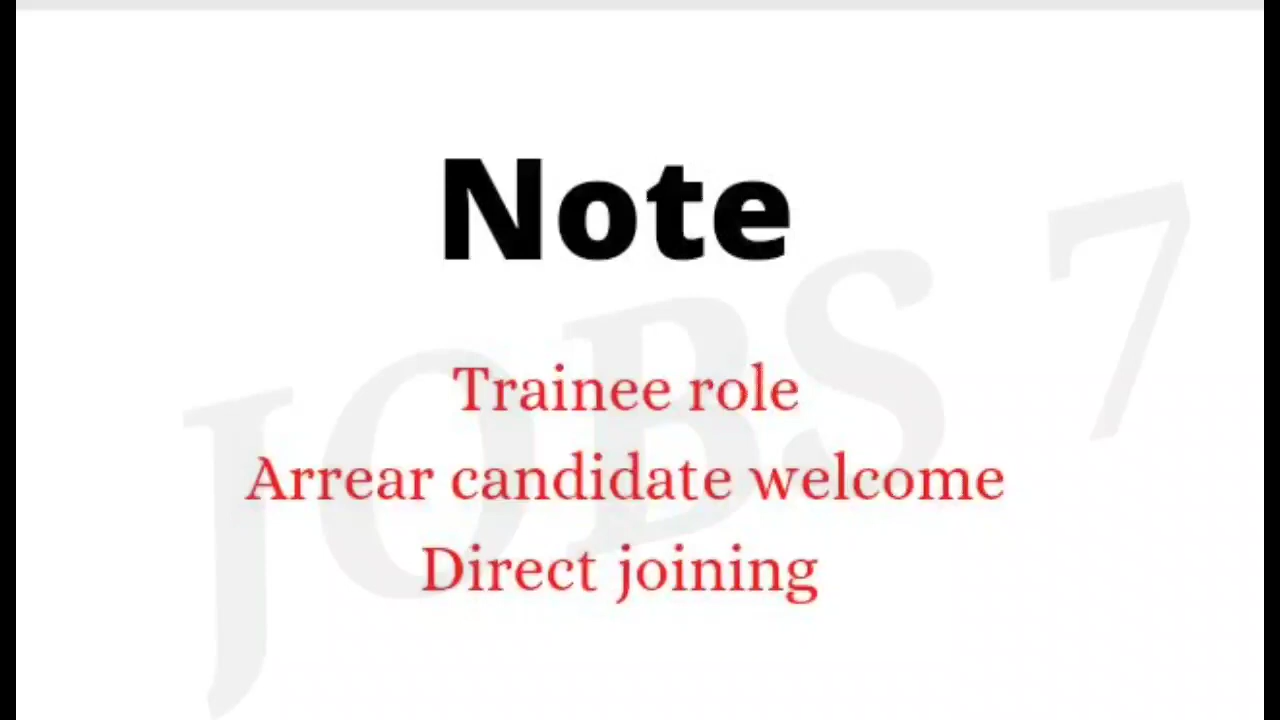 Note
Trainee role
Arrear candidate welcome
Direct joining
JOBS 7